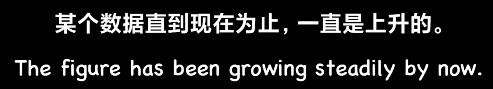 某个数据直到现在为止，一直是上升的。
The figure has been growing steadily by now.